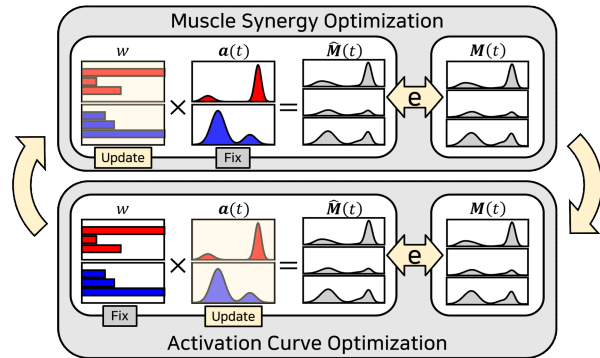 Muscle Synergy Optimization
w a(t) M̂(t) M(t)
× = e
Update Fix
w a(t) M̂(t) M(t)
× = e
Fix Update
Activation Curve Optimization